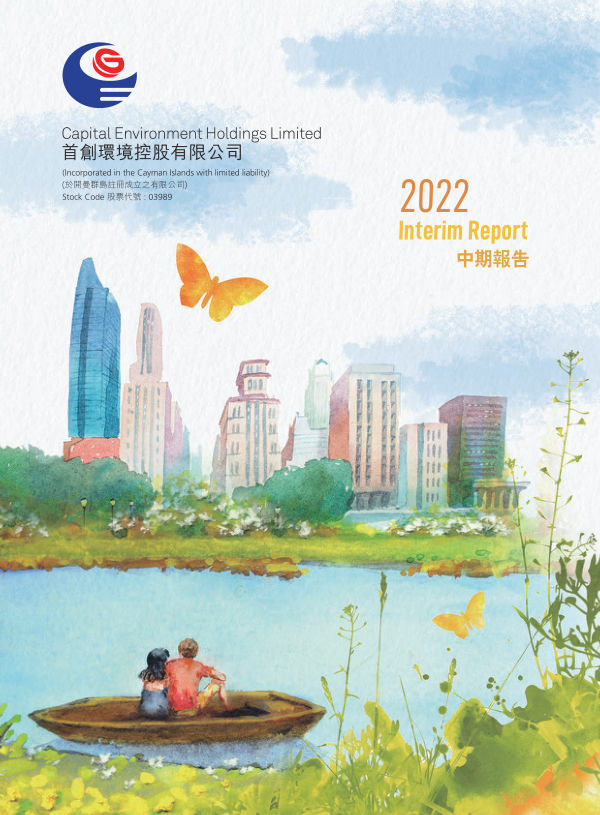 G
Capital Environment Holdings Limited
首創環境控股有限公司
(Incorporated in the Cayman Islands with limited liability)
(於開曼群島註冊成立之有限公司)
Stock Code 股票代號 : 03989
2022
Interim Report
中期報告